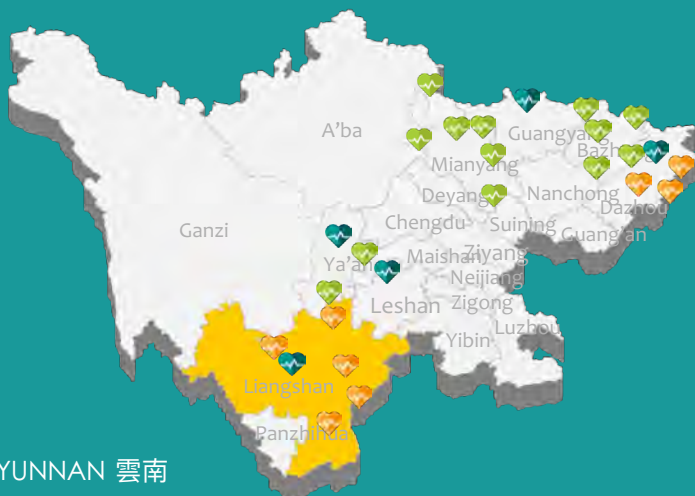 A'ba
Guangyang
Bazhong
Mianyang
Deyang
Nanchong
Dazhou
Chengdu
Suining
Guang'an
Ganzi
Ya'an
Maishan
Ziyang
Neijiang
Leshan
Zigong
Luzhou
Yibin
Liangshan
Panzhihua
YUNNAN 雲南